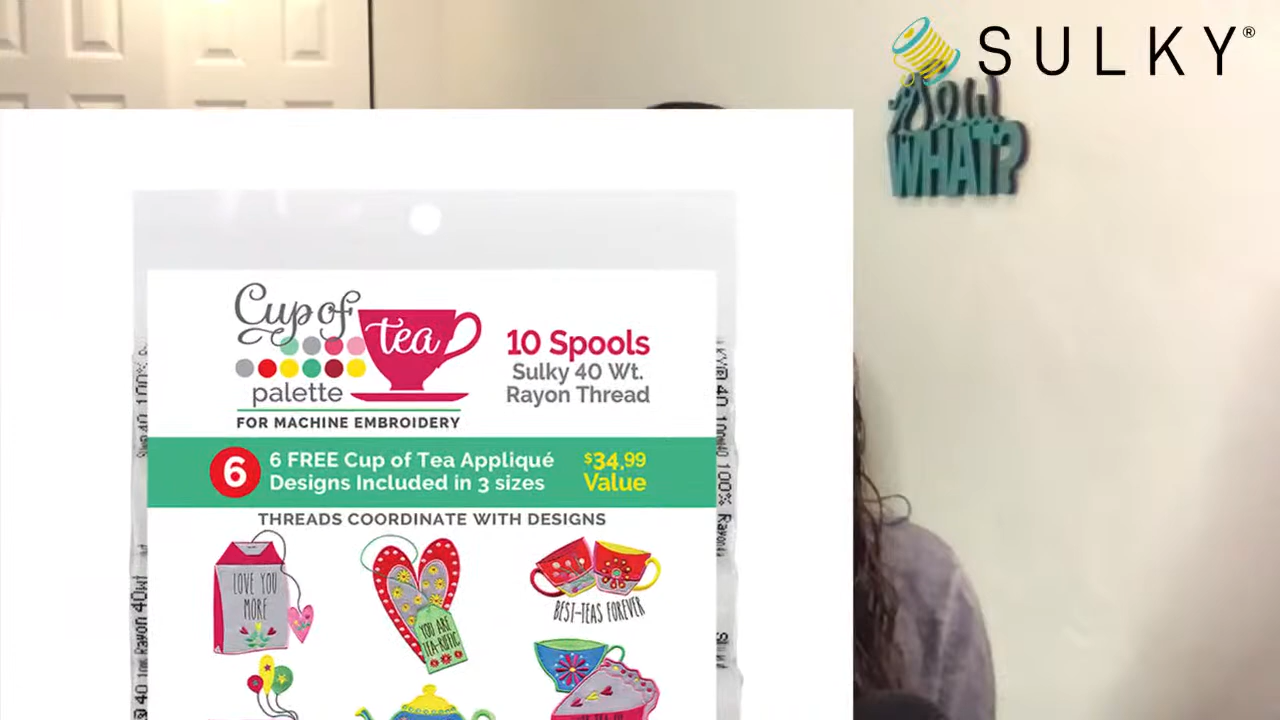 SULKY®
Sew
WHAT?
Cup of
tea
palette
FOR MACHINE EMBROIDERY
10 Spools
Sulky 40 Wt.
Rayon Thread
6
6 FREE Cup of Tea Appliqué
Designs Included in 3 sizes
$34.99
Value
THREADS COORDINATE WITH DESIGNS
LOVE YOU
MORE
YOU ARE
TEA-RIFIC
BEST-TEAS FOREVER